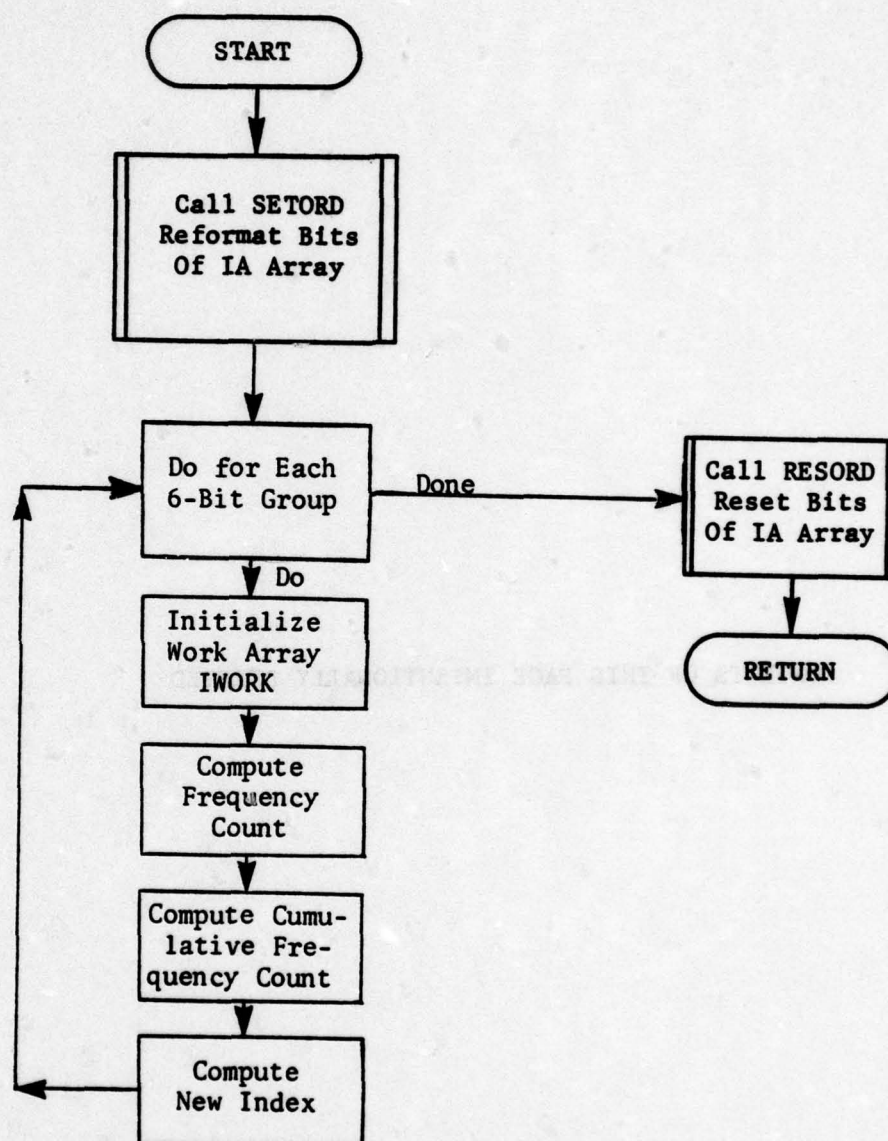 START
Call SETORD
Reformat Bits
Of IA Array
Do for Each
6-Bit Group
Done
Call RESORD
Reset Bits
Of IA Array
Do
Initialize
Work Array
IWORK
RETURN
Compute
Frequency
Count
Compute Cumu-
lative Fre-
quency Count
Compute
New Index